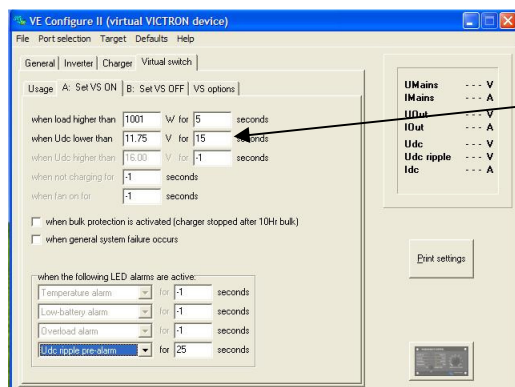 VE Configure II (virtual VICTRON device)
File Port selection Target Defaults Help
General Inverter Charger Virtual switch
Usage A: Set VS ON B: Set VS OFF VS options
when load higher than 1001 W for 5 seconds
when Udc lower than 11.75 V for 15 seconds
when Udc higher than 16.00 V for -1 seconds
when not charging for -1 seconds
when fan on for -1 seconds
when bulk protection is activated (charger stopped after 10Hr bulk)
when general system failure occurs
when the following LED alarms are active:
Temperature alarm for -1 seconds
Low-battery alarm for -1 seconds
Overload alarm for -1 seconds
Udc ripple pre-alarm for 25 seconds
UMains --- V
IMains --- A
UOut --- V
IOut --- A
Udc --- V
Udc ripple --- V
Idc --- A
Print settings